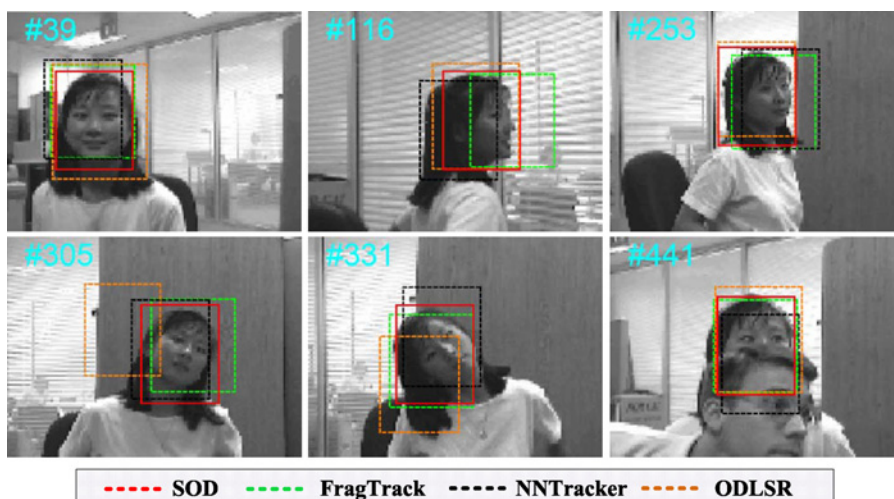 #39
#116
#253
#305
#331
#441
SOD
FragTrack
NNTracker
ODLSR